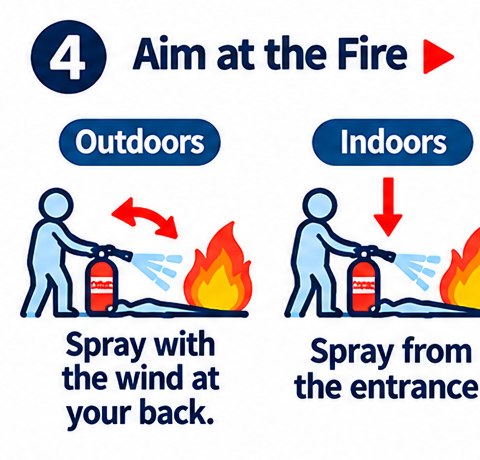 4 Aim at the Fire
Outdoors
Spray with
the wind at
your back.
Indoors
Spray from
the entrance